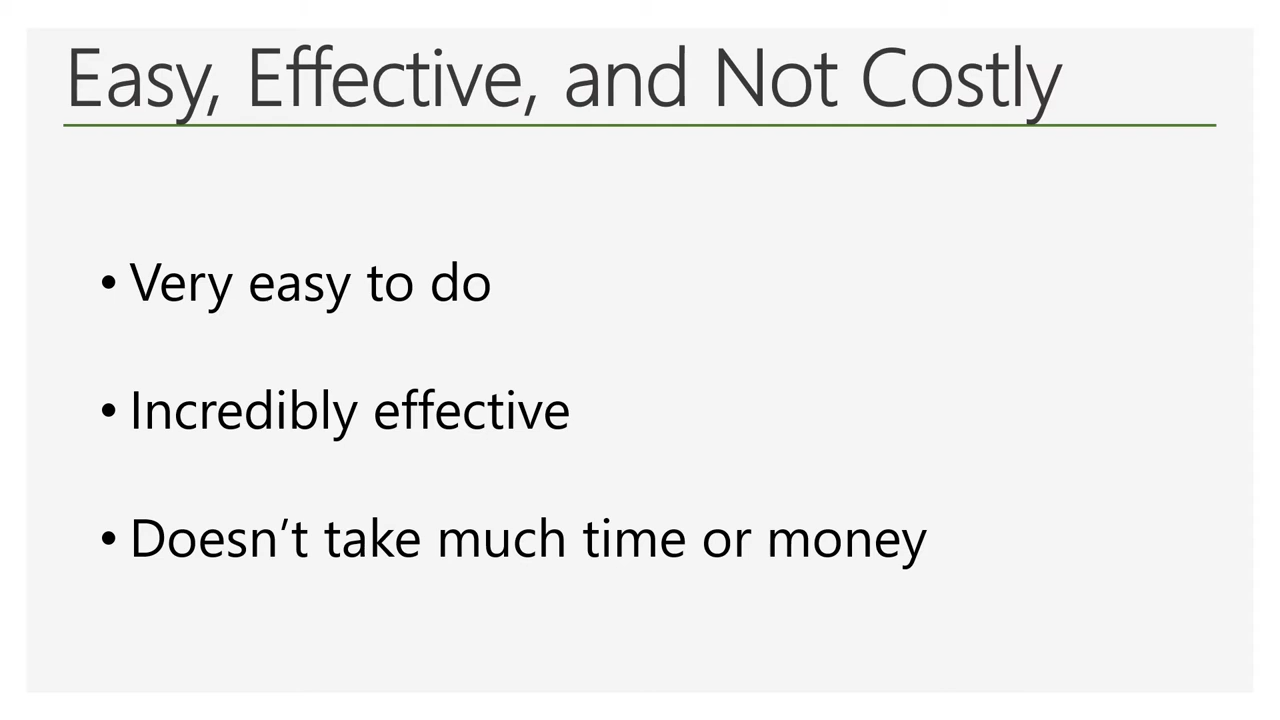 Easy, Effective, and Not Costly
• Very easy to do
• Incredibly effective
• Doesn’t take much time or money